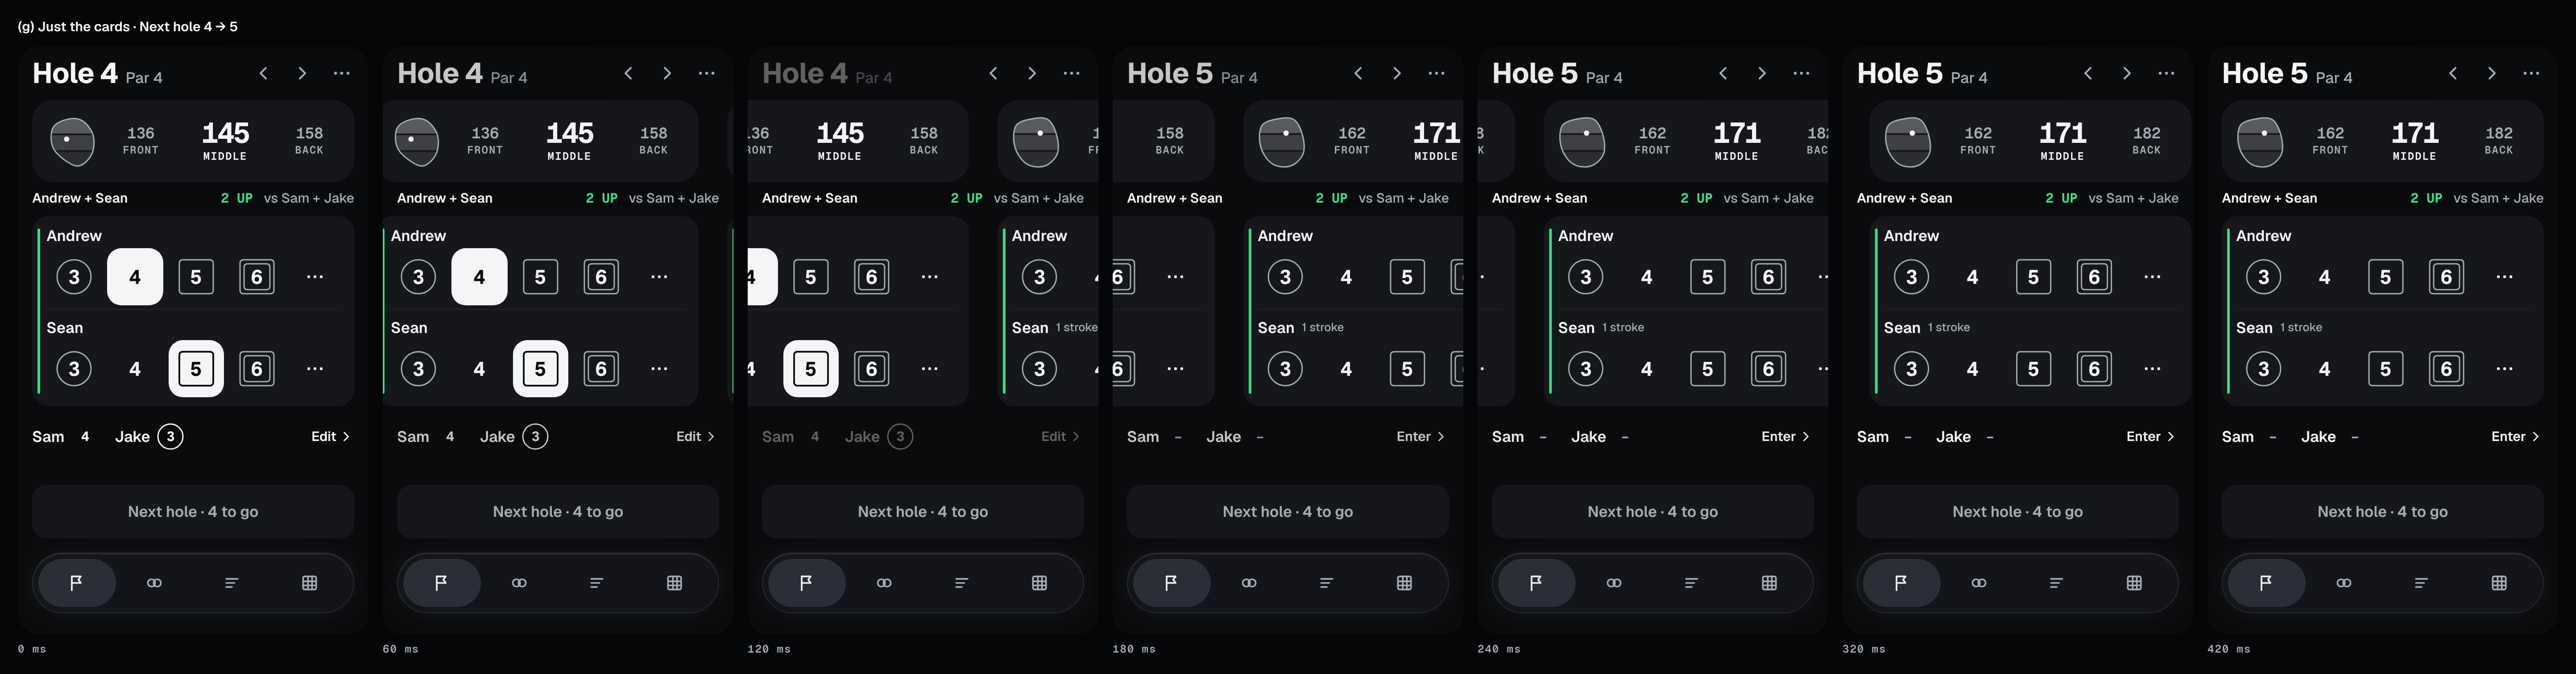 (g) Just the cards · Next hole 4 → 5
Hole 4 Par 4
136 FRONT
145 MIDDLE
158 BACK
Andrew + Sean 2 UP vs Sam + Jake
Andrew
3 4 5 6
Sean
3 4 5 6
Sam 4 Jake 3 Edit
Next hole · 4 to go
0 ms
Hole 4 Par 4
136 FRONT
145 MIDDLE
158 BACK
Andrew + Sean 2 UP vs Sam + Jake
Andrew
3 4 5 6
Sean
3 4 5 6
Sam 4 Jake 3 Edit
Next hole · 4 to go
60 ms
Hole 4 Par 4
36 RONT
145 MIDDLE
158 BACK
1 F
Andrew + Sean 2 UP vs Sam + Jake
Andrew
4 5 6 3
Sean 1 stroke
4 5 6 3
Sam 4 Jake 3 Edit
Next hole · 4 to go
120 ms
Hole 5 Par 4
158 BACK
162 FRONT
171 MIDDLE
Andrew + Sean 2 UP vs Sam + Jake
Andrew
6 3 4 5
Sean 1 stroke
6 3 4 5
Sam – Jake – Enter
Next hole · 4 to go
180 ms
Hole 5 Par 4
8 K
162 FRONT
171 MIDDLE
182 BAC
Andrew + Sean 2 UP vs Sam + Jake
Andrew
3 4 5 6
Sean 1 stroke
3 4 5 6
Sam – Jake – Enter
Next hole · 4 to go
240 ms
Hole 5 Par 4
162 FRONT
171 MIDDLE
182 BACK
Andrew + Sean 2 UP vs Sam + Jake
Andrew
3 4 5 6
Sean 1 stroke
3 4 5 6
Sam – Jake – Enter
Next hole · 4 to go
320 ms
Hole 5 Par 4
162 FRONT
171 MIDDLE
182 BACK
Andrew + Sean 2 UP vs Sam + Jake
Andrew
3 4 5 6
Sean 1 stroke
3 4 5 6
Sam – Jake – Enter
Next hole · 4 to go
420 ms